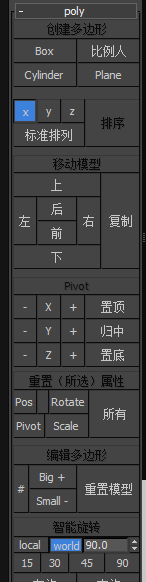 - poly
创建多边形
Box 比例人
Cylinder Plane
x y z 排序
标准排列
移动模型
上
左 后 右 复制
前
下
Pivot
- X + 置顶
- Y + 归中
- Z + 置底
重置（所选）属性
Pos Rotate 所有
Pivot Scale
编辑多边形
# Big + 重置模型
Small -
智能旋转
local world 90.0
15 30 45 90